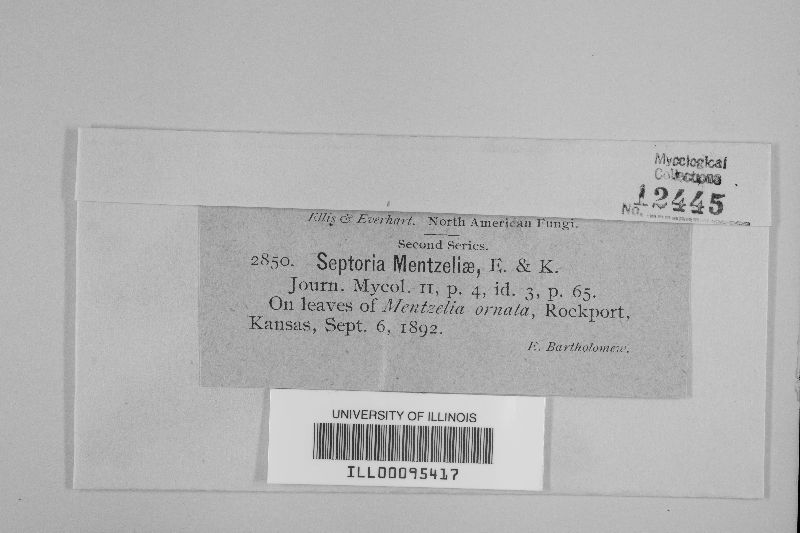 Mycological
Collections
No. 12445
Ellis & Everhart. North American Fungi.
Second Series.
2850. Septoria Mentzeliæ, E. & K.
Journ. Mycol. II, p. 4, id. 3, p. 65.
On leaves of Mentzelia ornata, Rockport,
Kansas, Sept. 6, 1892.
E. Bartholomew.
UNIVERSITY OF ILLINOIS
ILL00095417